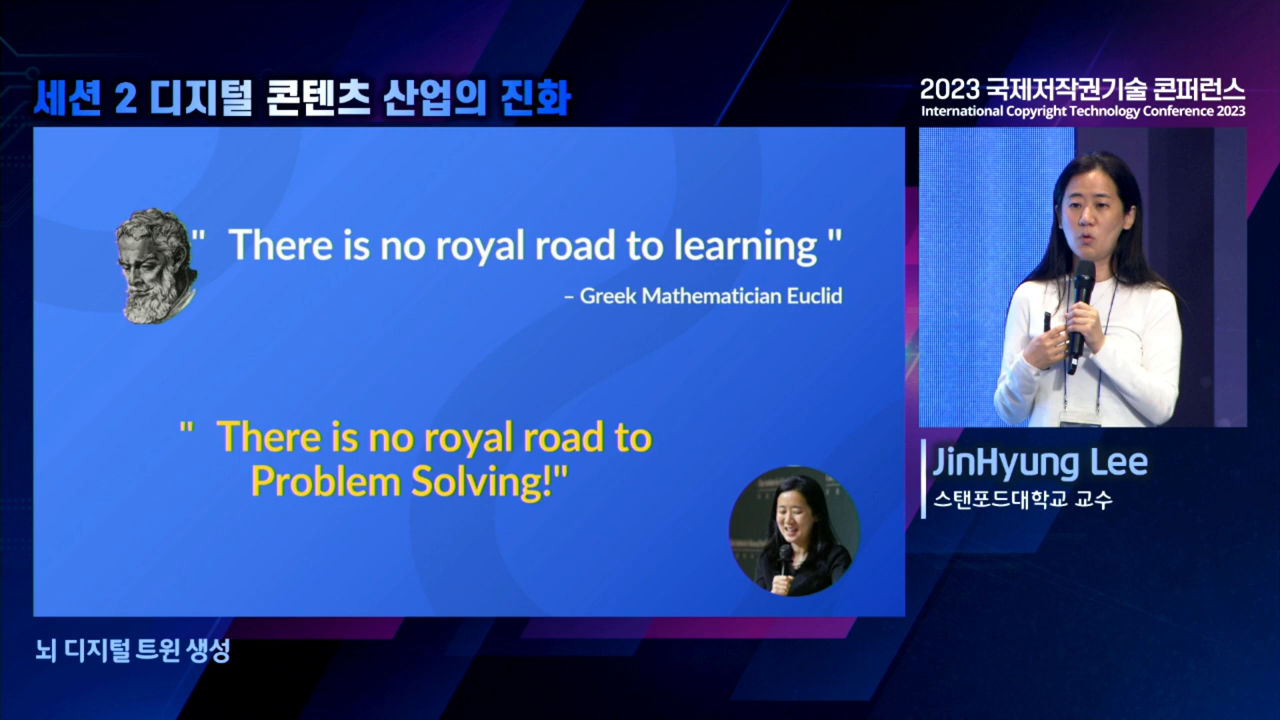 세션 2 디지털 콘텐츠 산업의 진화
2023 국제저작권기술 콘퍼런스
International Copyright Technology Conference 2023
" There is no royal road to learning "
– Greek Mathematician Euclid
" There is no royal road to
Problem Solving!"
JinHyung Lee
스탠포드대학교 교수
뇌 디지털 트윈 생성